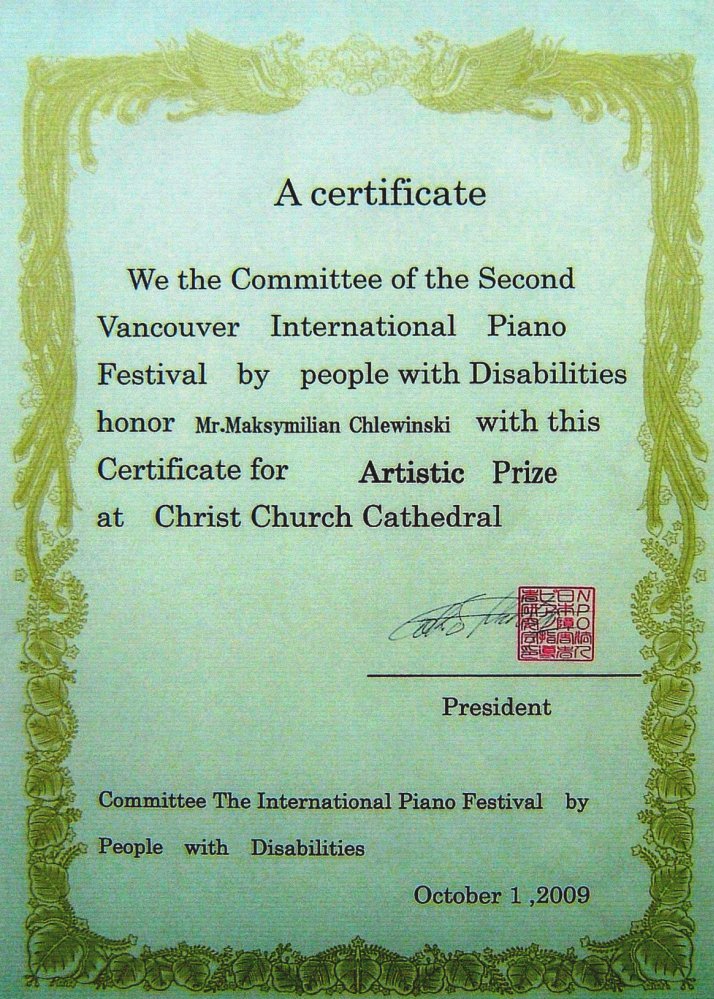 A certificate
We the Committee of the Second
Vancouver International Piano
Festival by people with Disabilities
honor Mr.Maksymilian Chlewinski with this
Certificate for Artistic Prize
at Christ Church Cathedral
President
Committee The International Piano Festival by
People with Disabilities
October 1 ,2009